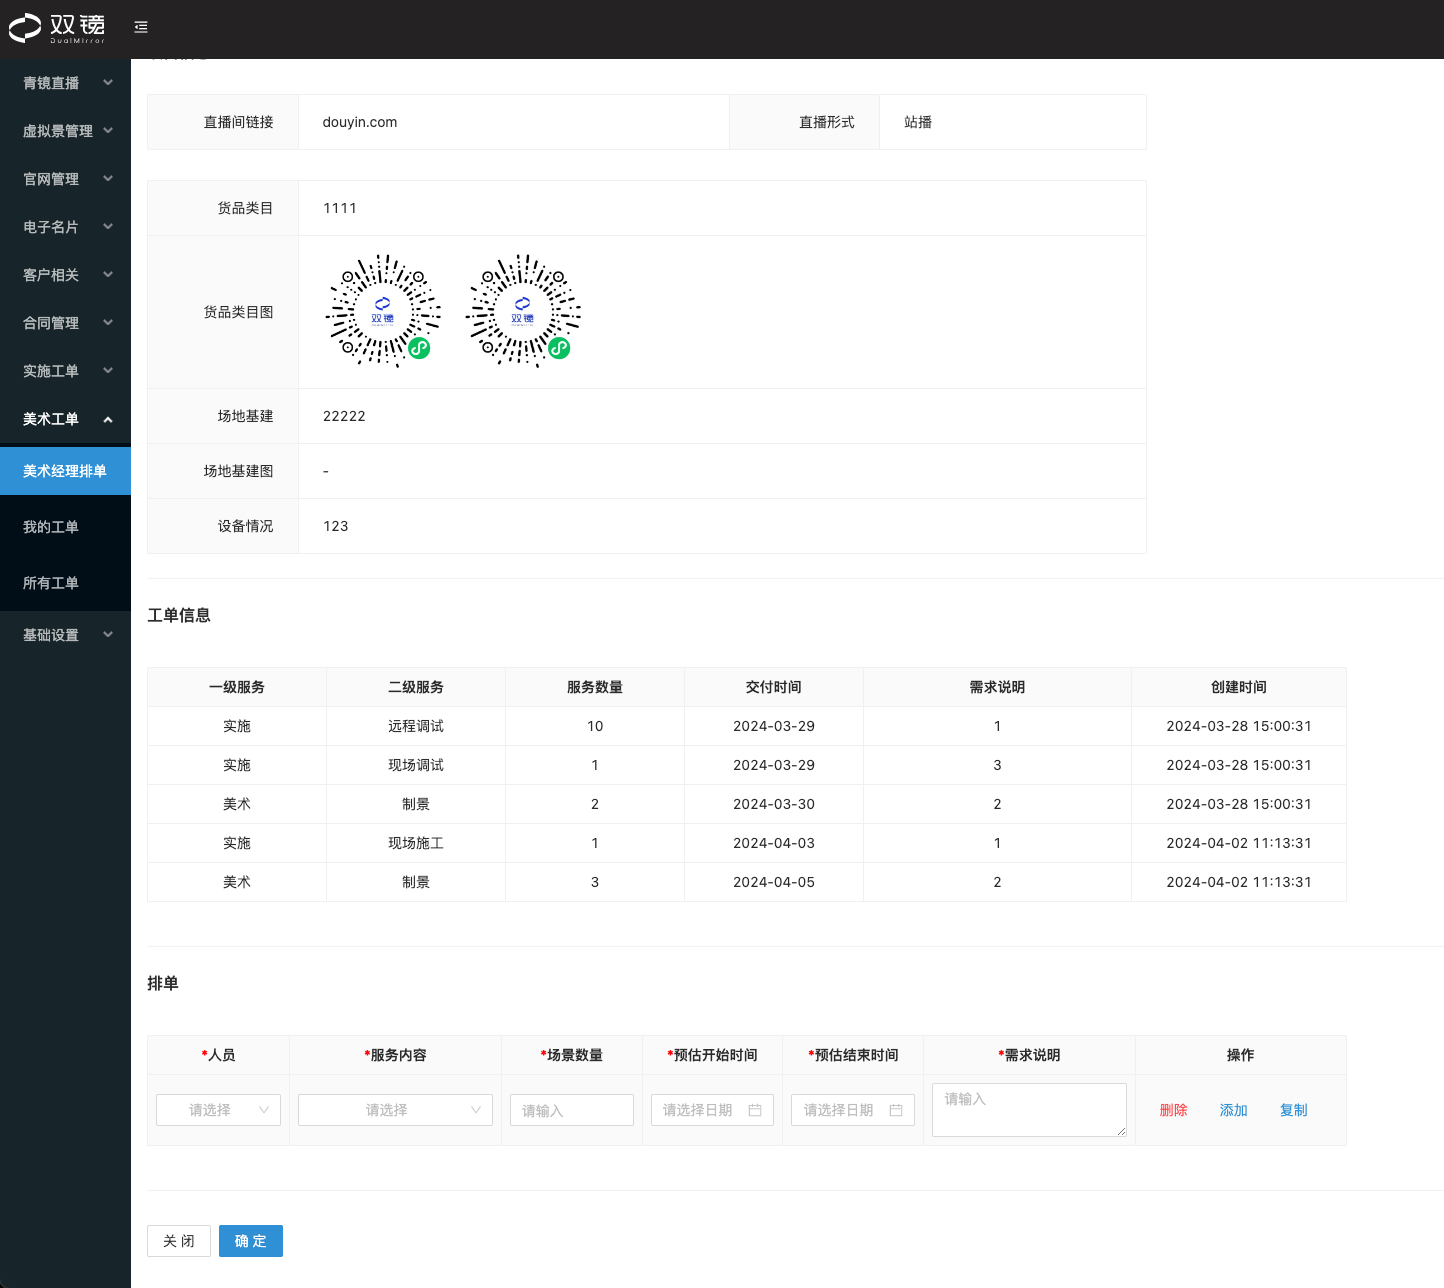 双镜
DualMirror
青镜直播
虚拟景管理
官网管理
电子名片
客户相关
合同管理
实施工单
美术工单
美术经理排单
我的工单
所有工单
基础设置
直播间链接 douyin.com 直播形式 站播
货品类目 1111
货品类目图
双镜 双镜
场地基建 22222
场地基建图 -
设备情况 123
工单信息
一级服务 二级服务 服务数量 交付时间 需求说明 创建时间
实施 远程调试 10 2024-03-29 1 2024-03-28 15:00:31
实施 现场调试 1 2024-03-29 3 2024-03-28 15:00:31
美术 制景 2 2024-03-30 2 2024-03-28 15:00:31
实施 现场施工 1 2024-04-03 1 2024-04-02 11:13:31
美术 制景 3 2024-04-05 2 2024-04-02 11:13:31
排单
*人员 *服务内容 *场景数量 *预估开始时间 *预估结束时间 *需求说明 操作
请选择 请选择 请输入 请选择日期 请选择日期 请输入 删除 添加 复制
关 闭 确 定